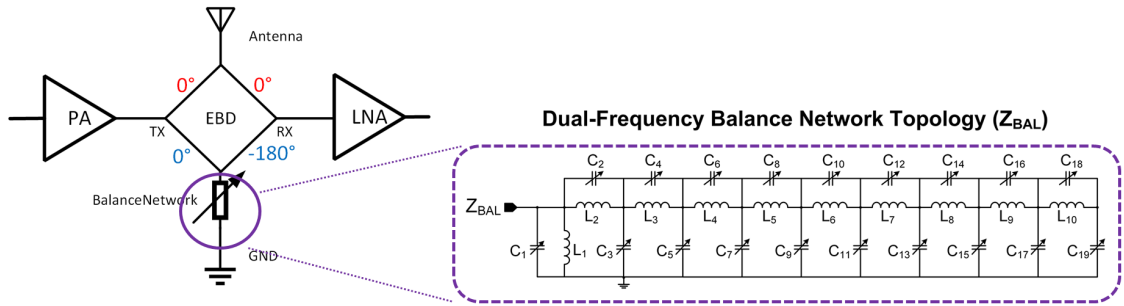 Antenna
0° 0°
PA EBD LNA
TX RX
0° -180°
BalanceNetwork
GND
Dual-Frequency Balance Network Topology (Z_BAL)
C₂ C₄ C₆ C₈ C₁₀ C₁₂ C₁₄ C₁₆ C₁₈
Z_BAL
L₂ L₃ L₄ L₅ L₆ L₇ L₈ L₉ L₁₀
C₁ L₁ C₃ C₅ C₇ C₉ C₁₁ C₁₃ C₁₅ C₁₇ C₁₉